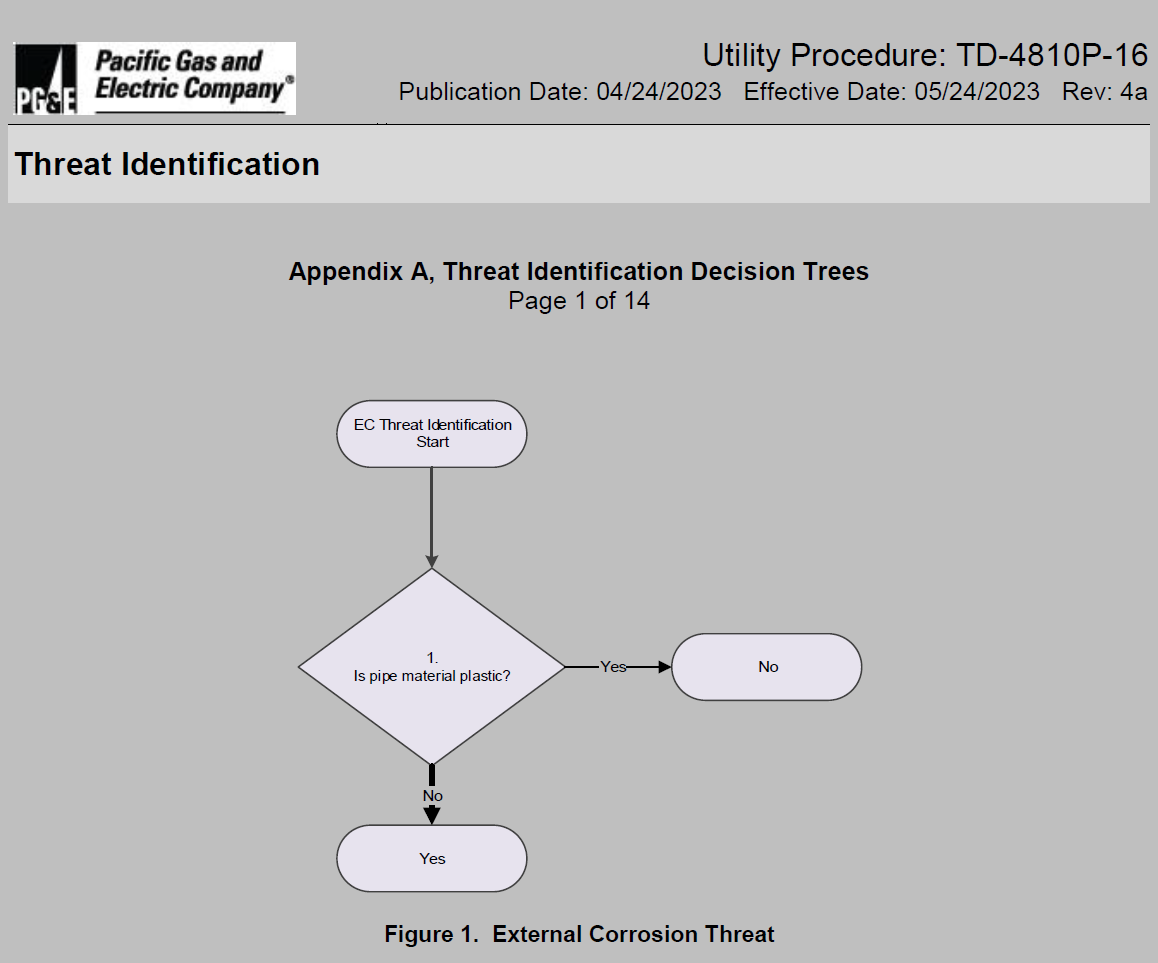 Pacific Gas and
Electric Company®
PG&E
Utility Procedure: TD-4810P-16
Publication Date: 04/24/2023 Effective Date: 05/24/2023 Rev: 4a
Threat Identification
Appendix A, Threat Identification Decision Trees
Page 1 of 14
EC Threat Identification
Start
1.
Is pipe material plastic?
Yes
No
No
Yes
Figure 1. External Corrosion Threat